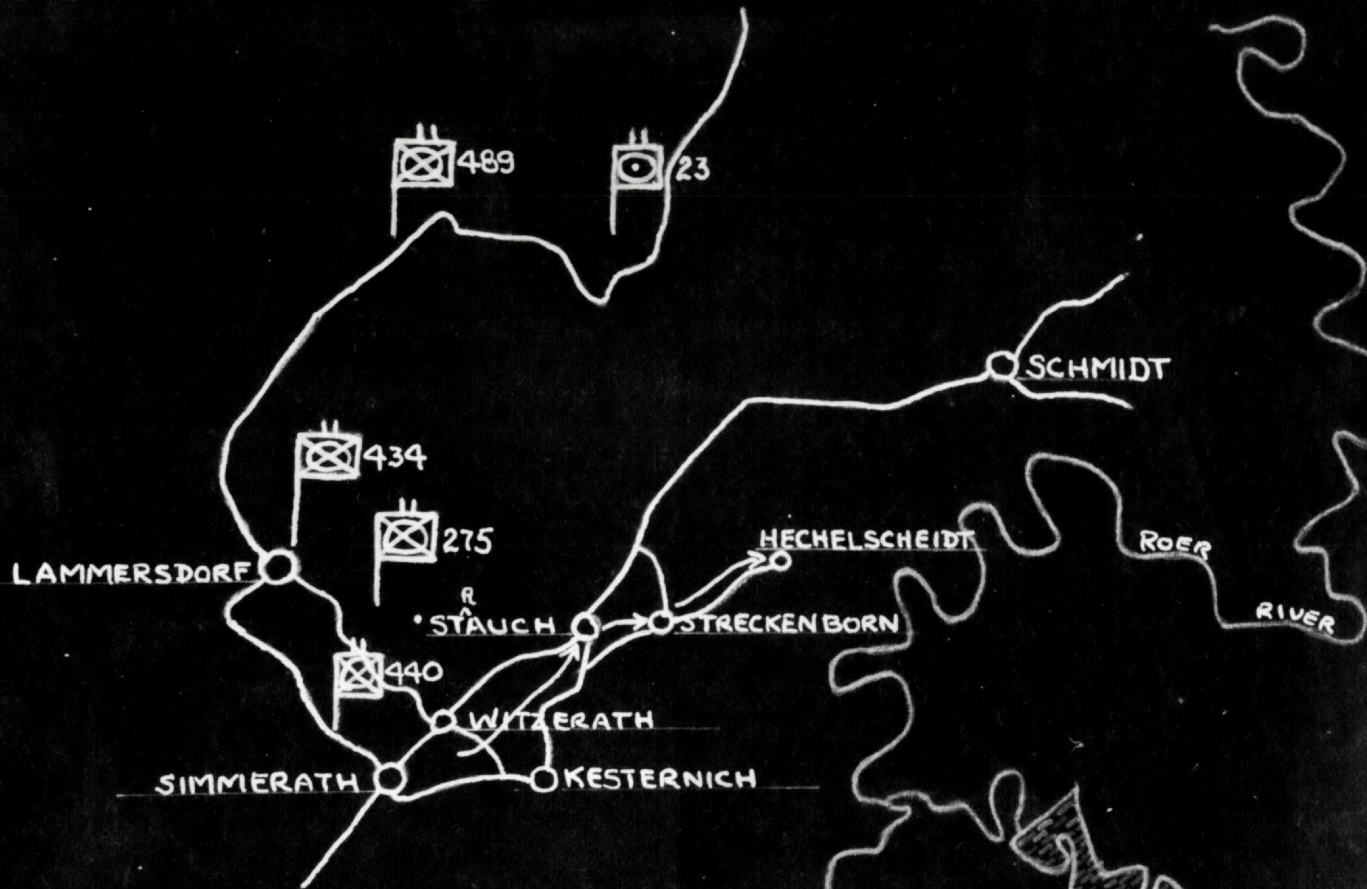 489
23
SCHMIDT
434
275
HECHELSCHEIDT
ROER
LAMMERSDORF
R
STAUCH
STRECKENBORN
RIVER
440
WITZERATH
SIMMERATH
KESTERNICH